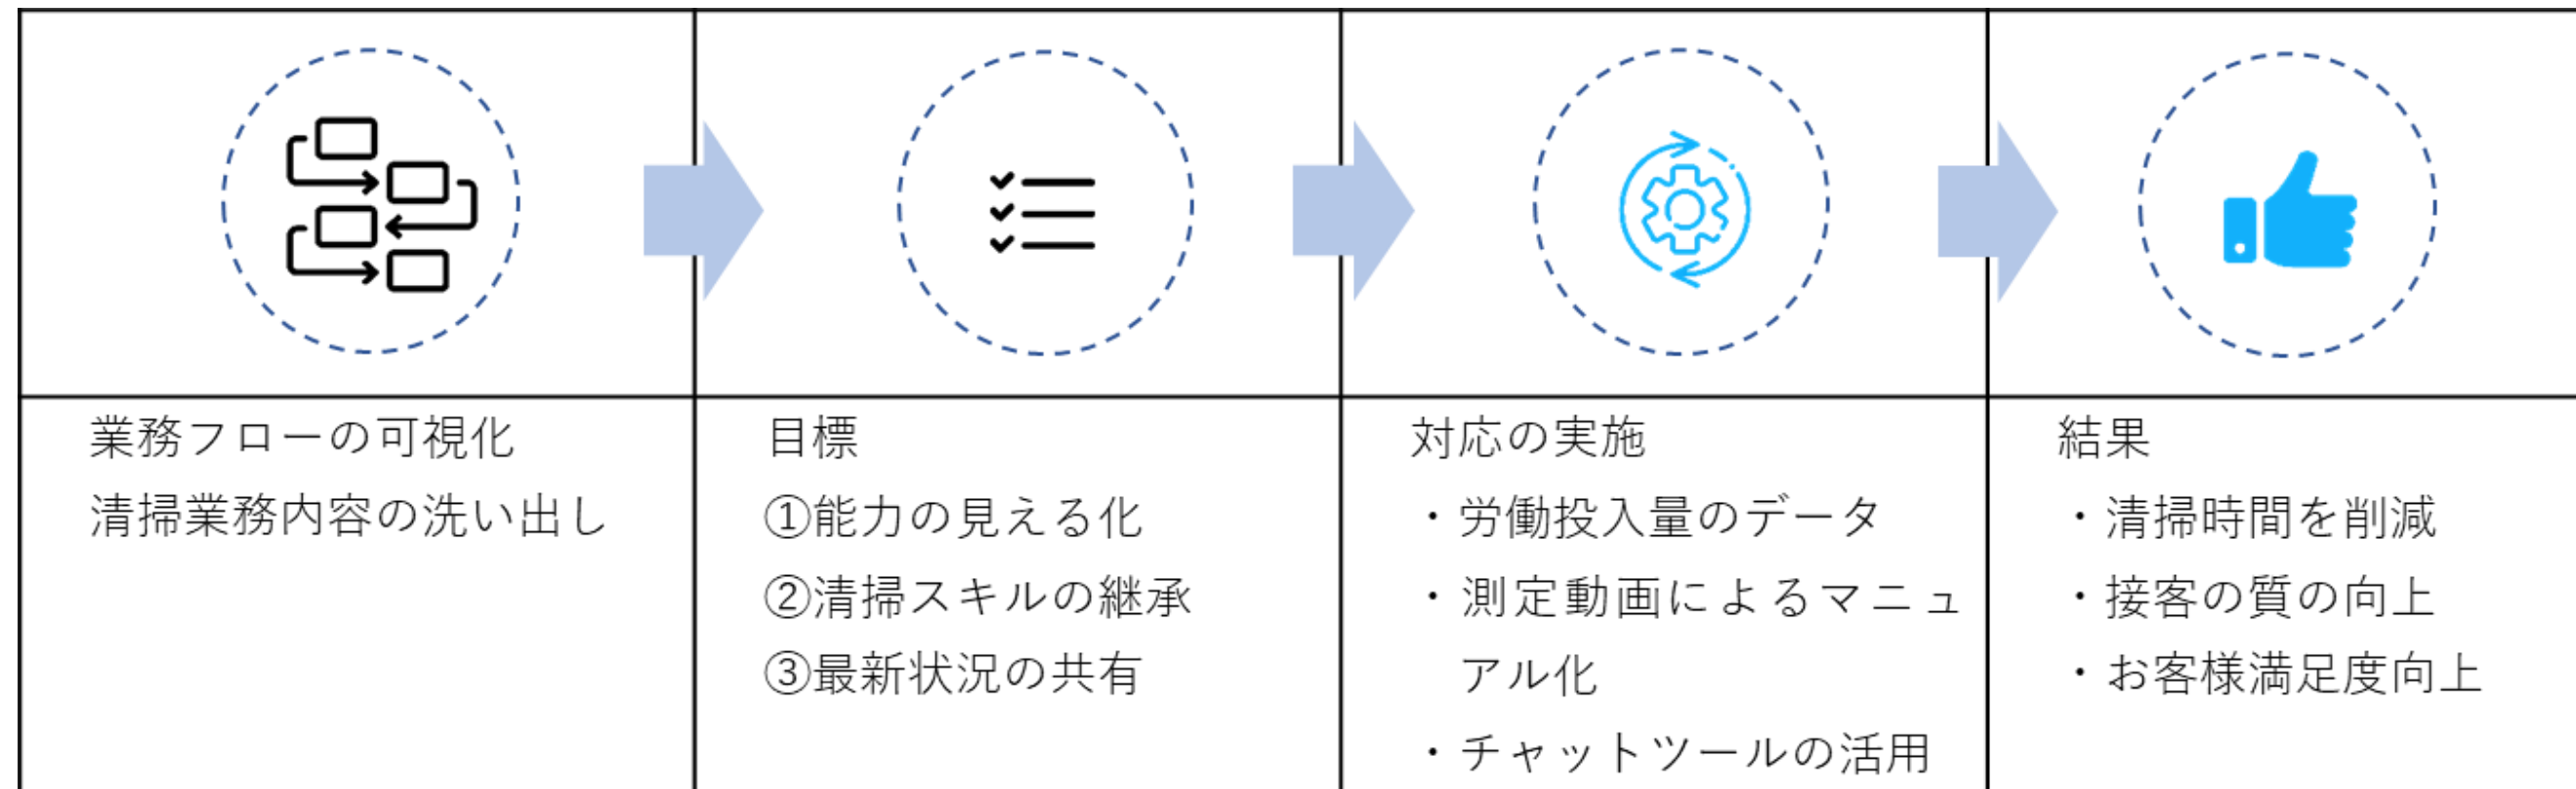 業務フローの可視化
清掃業務内容の洗い出し
目標
①能力の見える化
②清掃スキルの継承
③最新状況の共有
対応の実施
・労働投入量のデータ
・測定動画によるマニュ
アル化
・チャットツールの活用
結果
・清掃時間を削減
・接客の質の向上
・お客様満足度向上